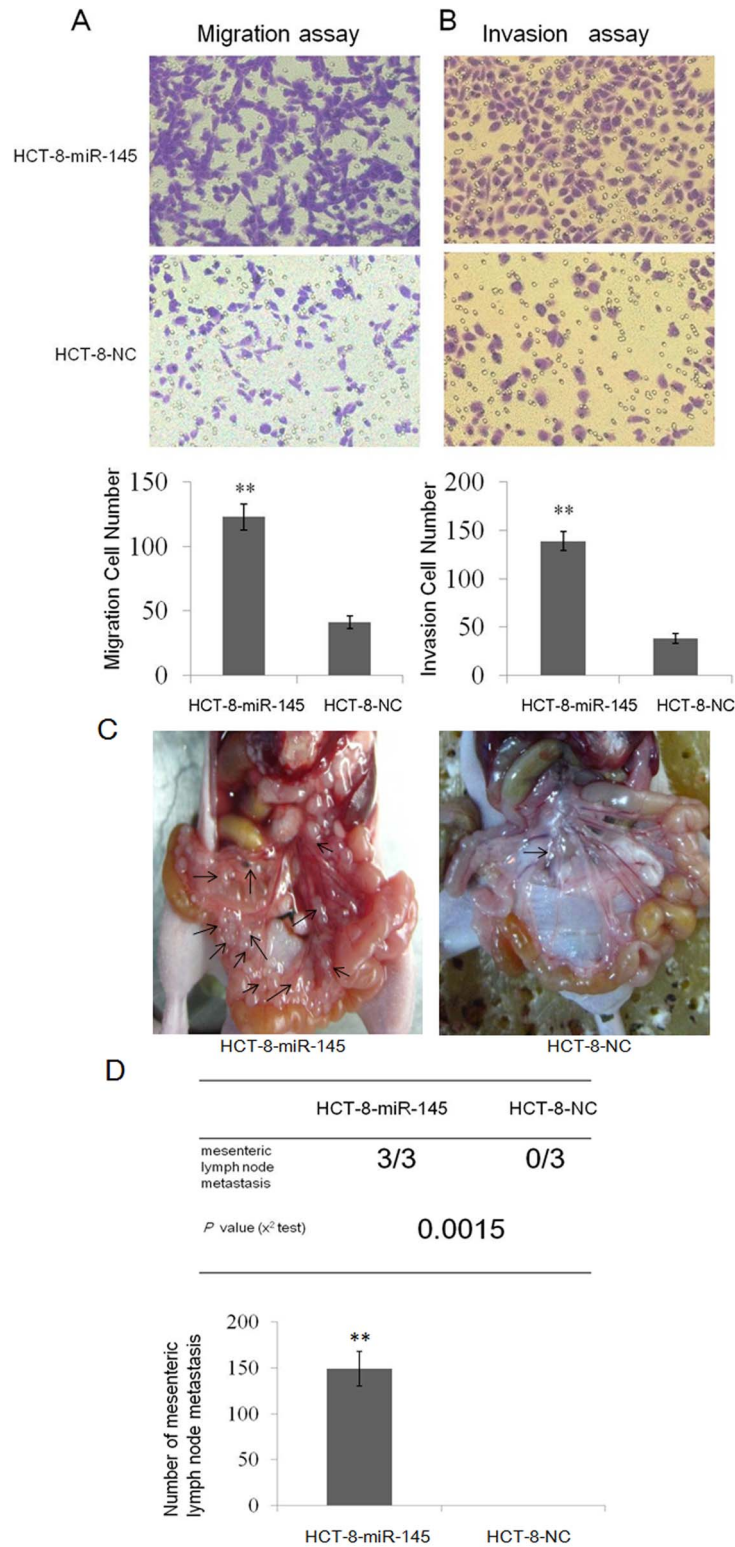 A
Migration assay
B
Invasion assay
HCT-8-miR-145
HCT-8-NC
Migration Cell Number
150
100
50
0
**
HCT-8-miR-145
HCT-8-NC
Invasion Cell Number
200
150
100
50
0
**
HCT-8-miR-145
HCT-8-NC
C
HCT-8-miR-145
HCT-8-NC
D
HCT-8-miR-145 HCT-8-NC
mesenteric
lymph node
metastasis
3/3 0/3
P value (x² test) 0.0015
Number of mesenteric
lymph node metastasis
200
150
100
50
0
**
HCT-8-miR-145
HCT-8-NC